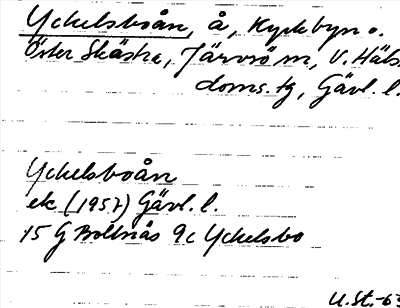 Yckelsboån, å, Kyrkbyn o.
Öster Skästra, Järvsö sn, V. Häls.
doms. tg, Gävl. l.
Yckelsboån
ek (1957) Gävl. l.
15 G Bollnäs 9c Yckelsbo
U.St.-63